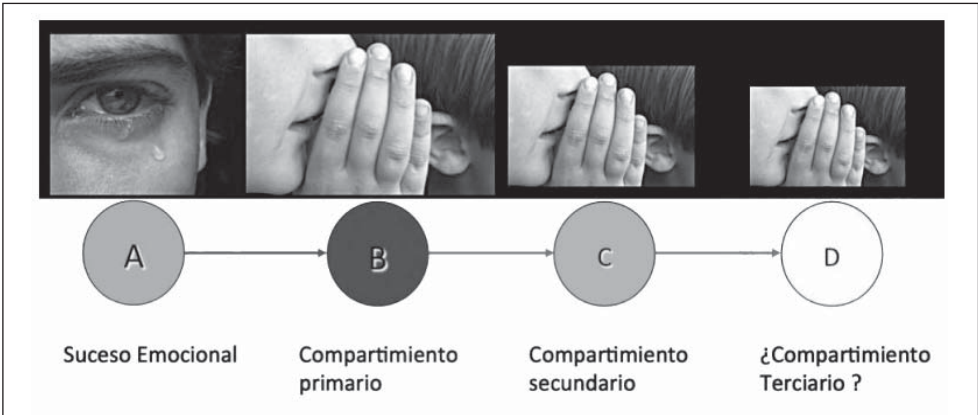 A
B
C
D
Suceso Emocional
Compartimiento
primario
Compartimiento
secundario
¿Compartimiento
Terciario ?